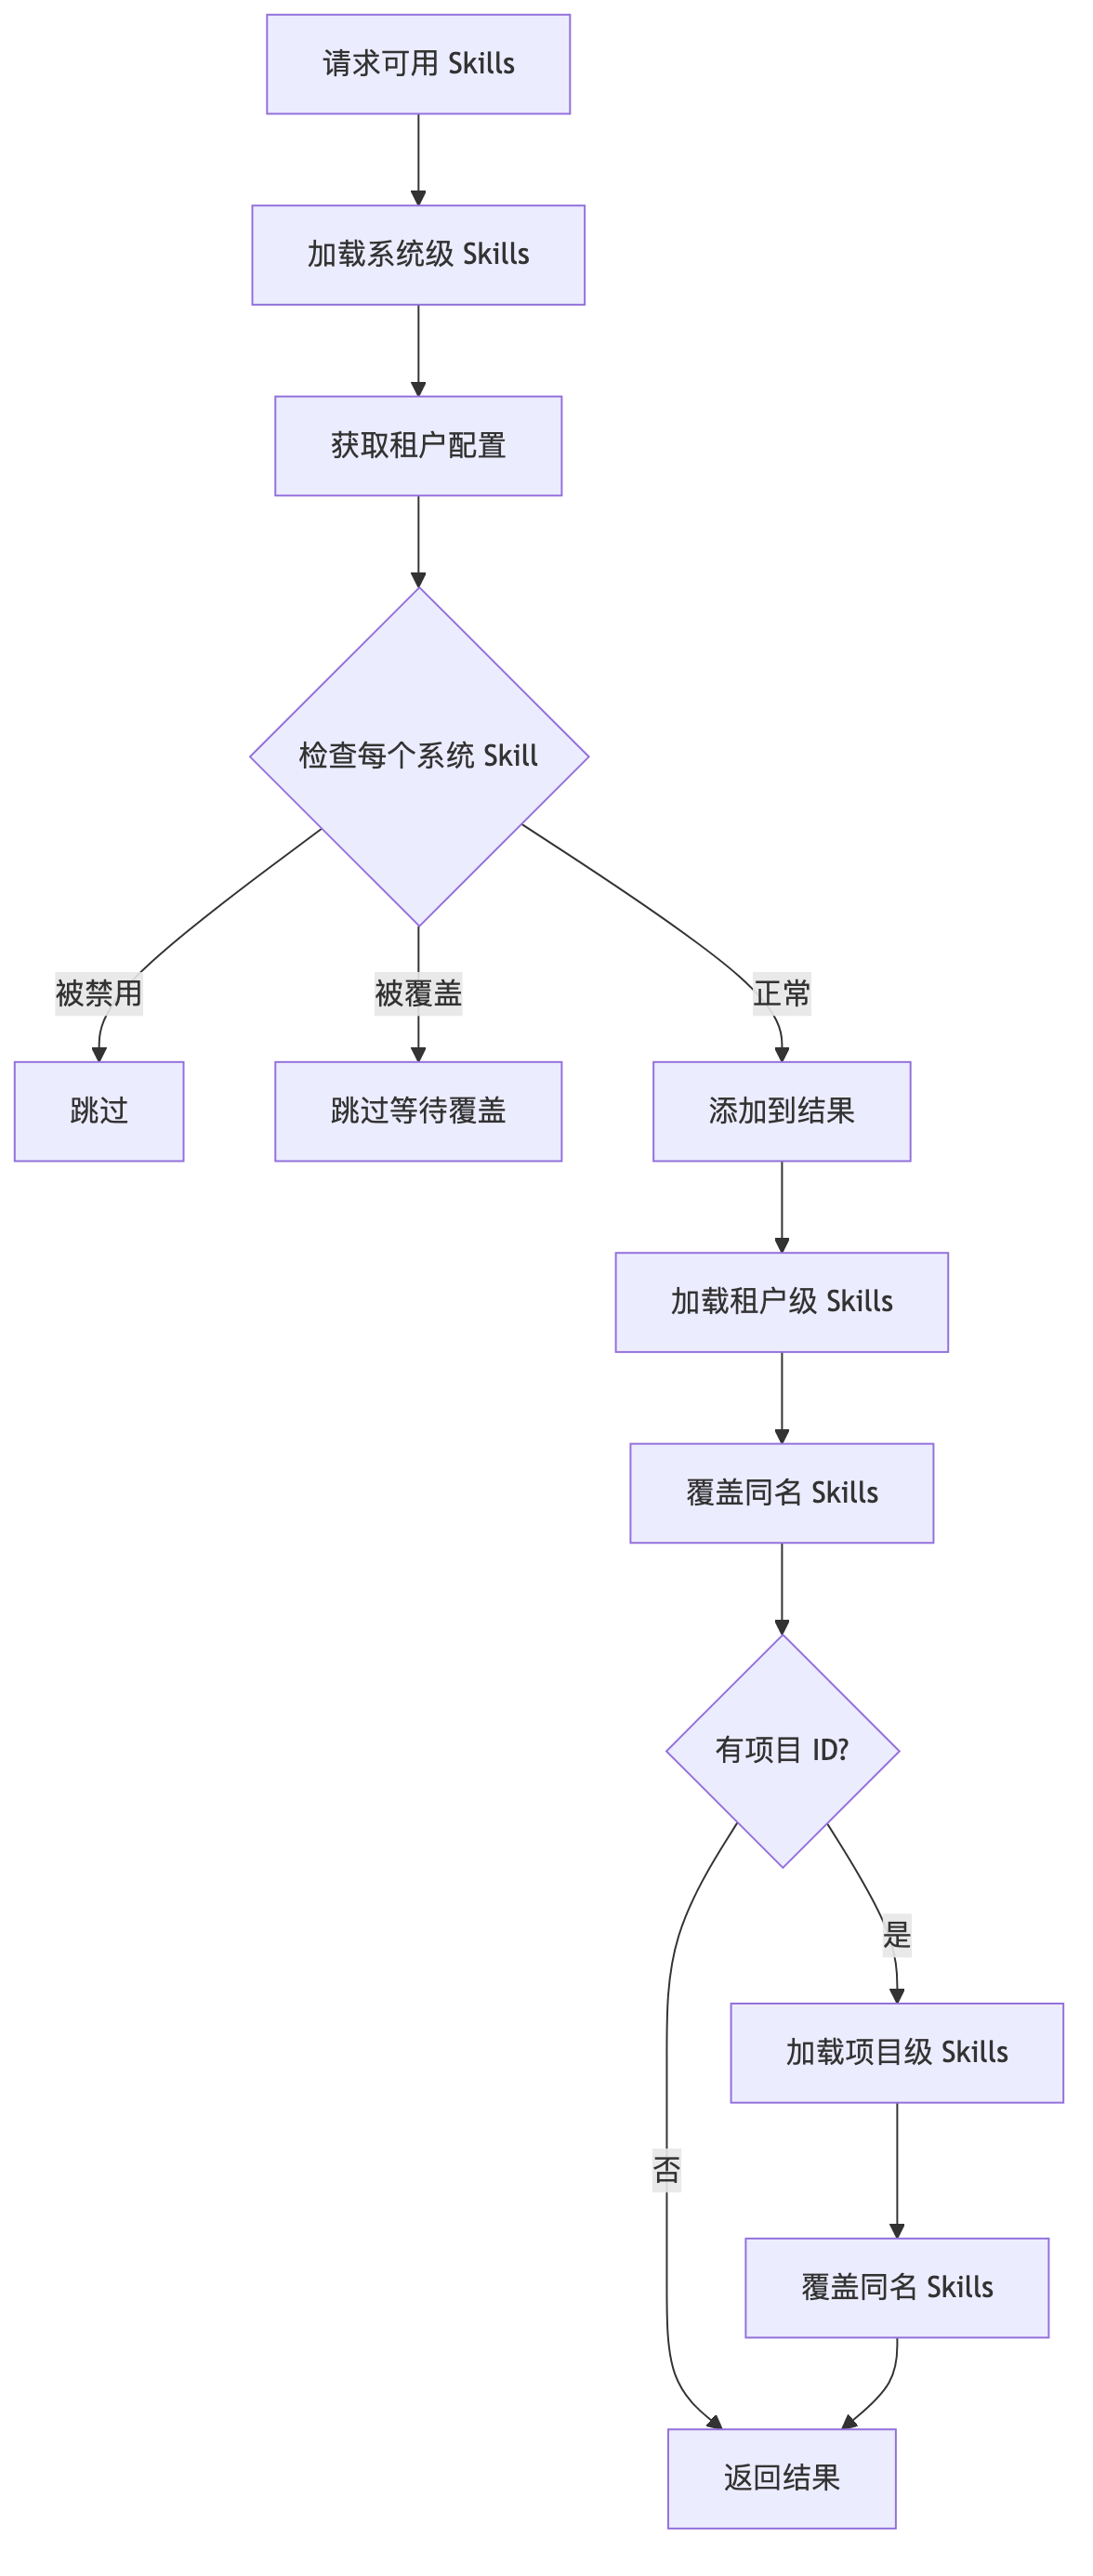 请求可用 Skills
加载系统级 Skills
获取租户配置
检查每个系统 Skill
被禁用
被覆盖
正常
跳过
跳过等待覆盖
添加到结果
加载租户级 Skills
覆盖同名 Skills
有项目 ID?
是
加载项目级 Skills
否
覆盖同名 Skills
返回结果